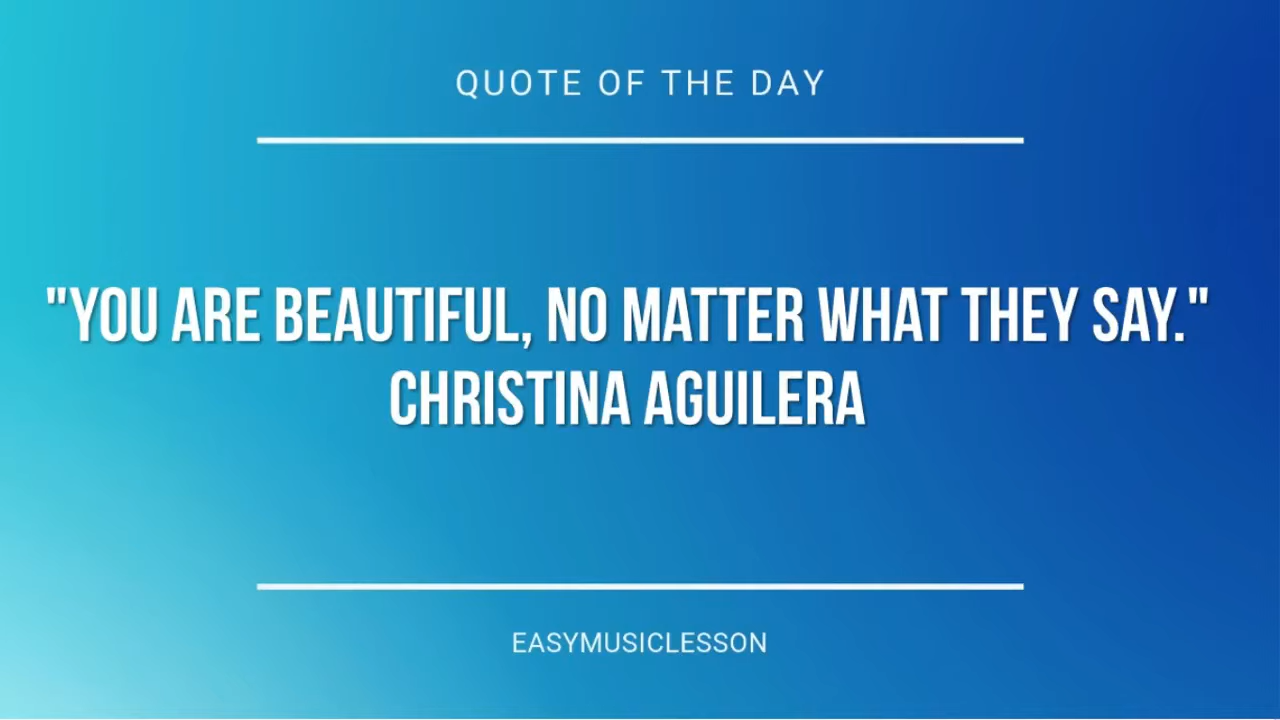 QUOTE OF THE DAY
"YOU ARE BEAUTIFUL, NO MATTER WHAT THEY SAY."
CHRISTINA AGUILERA
EASYMUSICLESSON